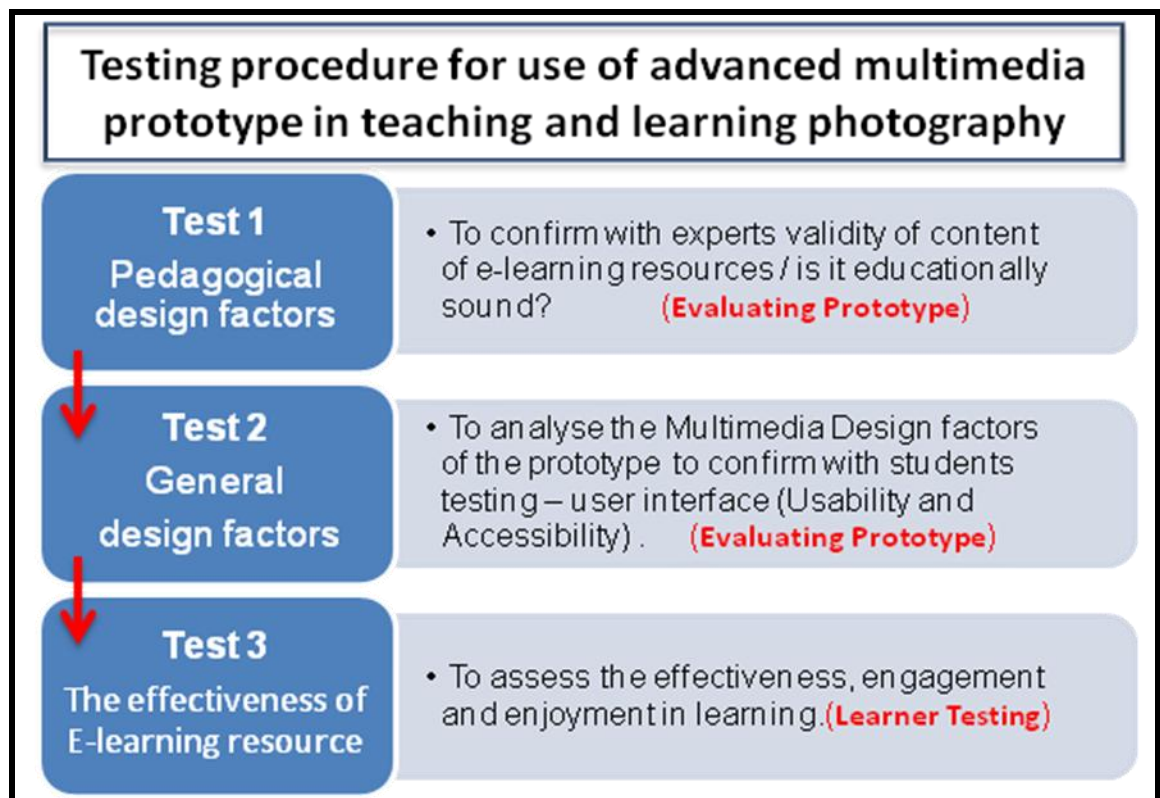 Testing procedure for use of advanced multimedia
prototype in teaching and learning photography
Test 1
Pedagogical
design factors
• To confirm with experts validity of content
of e-learning resources / is it educationally
sound? (Evaluating Prototype)
Test 2
General
design factors
• To analyse the Multimedia Design factors
of the prototype to confirm with students
testing – user interface (Usability and
Accessibility) . (Evaluating Prototype)
Test 3
The effectiveness of
E-learning resource
• To assess the effectiveness, engagement
and enjoyment in learning.(Learner Testing)